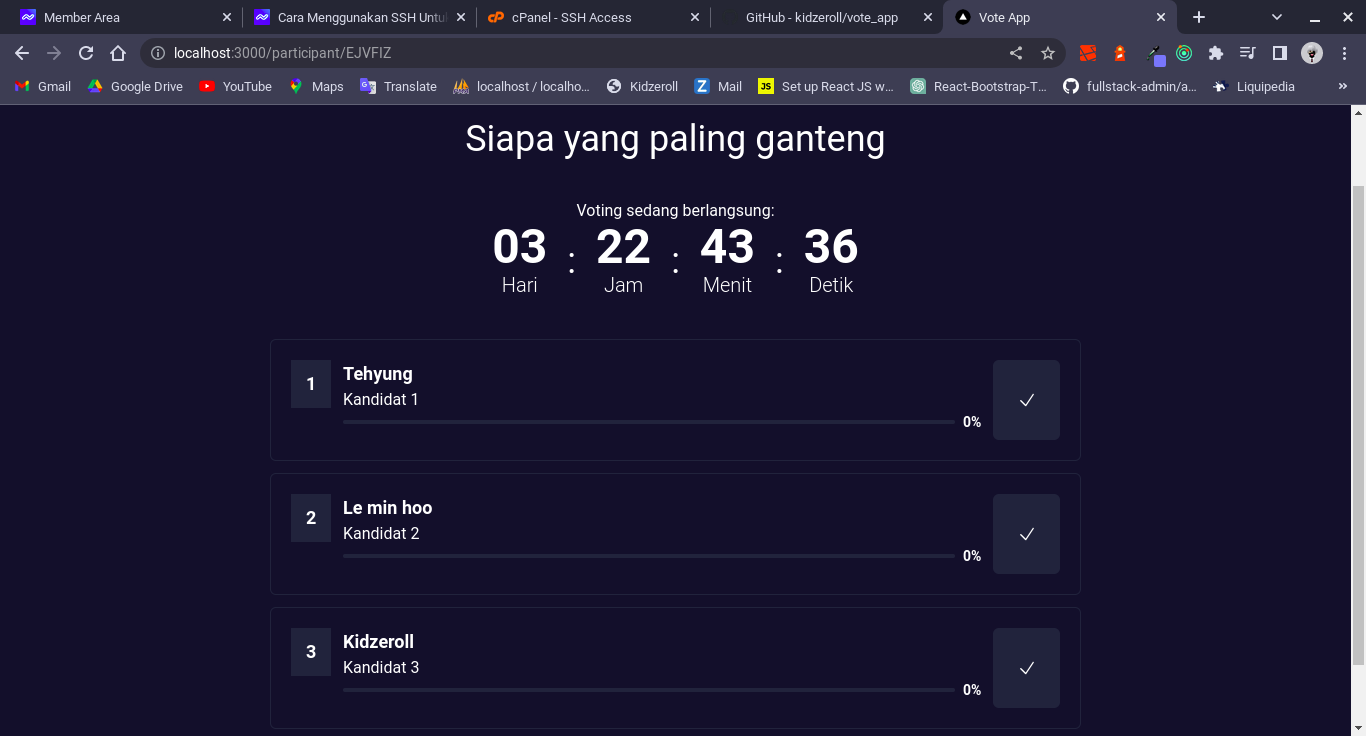 Member Area
Cara Menggunakan SSH Untu
cPanel - SSH Access
GitHub - kidzeroll/vote_app
Vote App
localhost:3000/participant/EJVFIZ
Gmail
Google Drive
YouTube
Maps
Translate
localhost / localho...
Kidzeroll
Mail
Set up React JS w...
React-Bootstrap-T...
fullstack-admin/a...
Liquipedia
Siapa yang paling ganteng
Voting sedang berlangsung:
03 : 22 : 43 : 36
Hari Jam Menit Detik
1
Tehyung
Kandidat 1
0%
2
Le min hoo
Kandidat 2
0%
3
Kidzeroll
Kandidat 3
0%